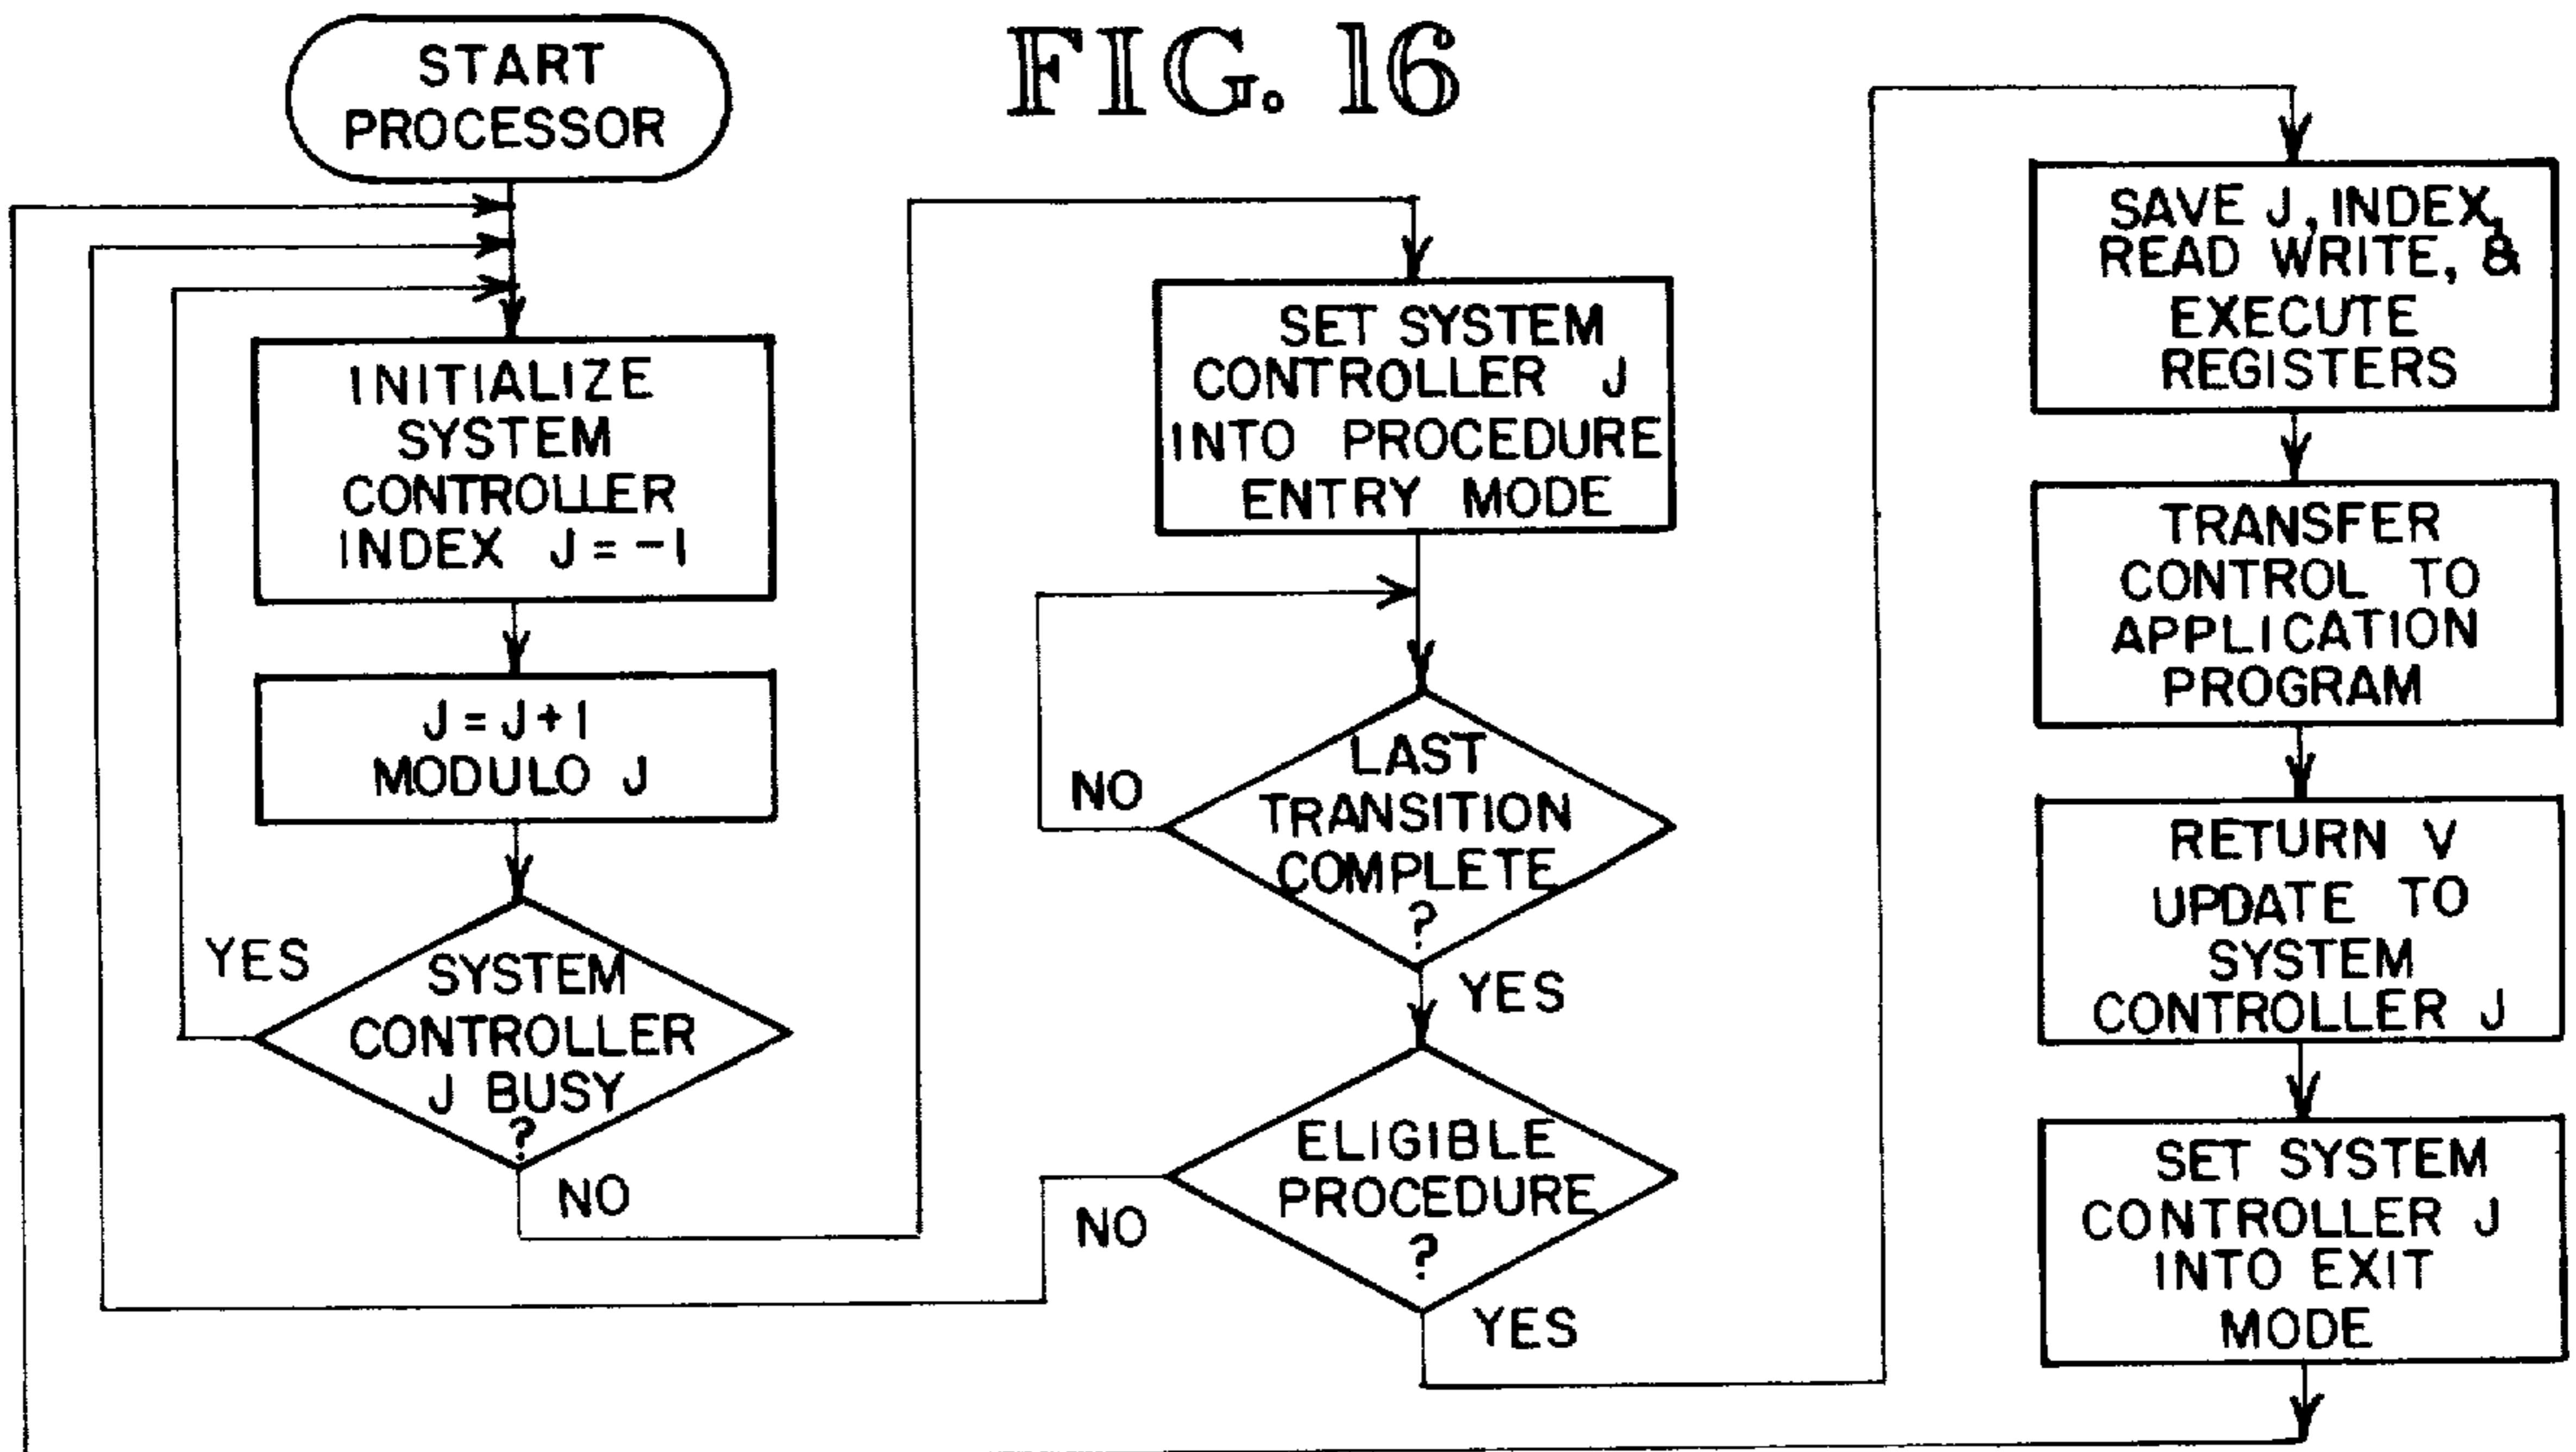 FIG. 16
START
PROCESSOR
INITIALIZE
SYSTEM
CONTROLLER
INDEX J = -1
J = J + 1
MODULO J
SYSTEM
CONTROLLER
J BUSY
?
YES
NO
SET SYSTEM
CONTROLLER J
INTO PROCEDURE
ENTRY MODE
LAST
TRANSITION
COMPLETE
?
NO
YES
ELIGIBLE
PROCEDURE
?
NO
YES
SAVE J, INDEX,
READ WRITE, &
EXECUTE
REGISTERS
TRANSFER
CONTROL TO
APPLICATION
PROGRAM
RETURN V
UPDATE TO
SYSTEM
CONTROLLER J
SET SYSTEM
CONTROLLER J
INTO EXIT
MODE